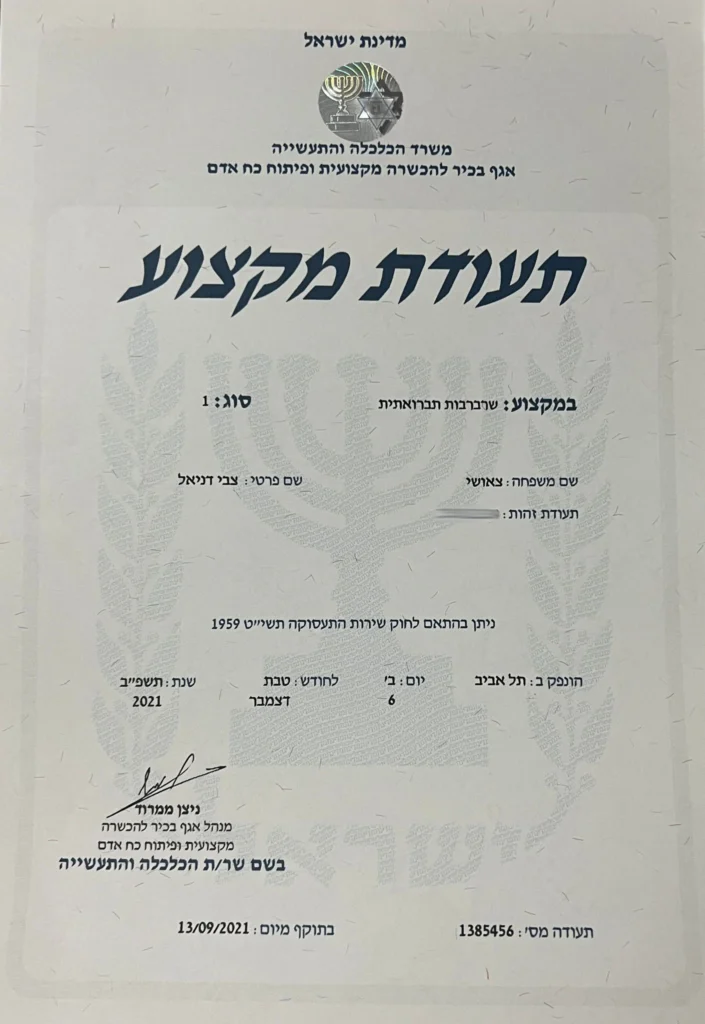 מדינת ישראל
משרד הכלכלה והתעשייה
אגף בכיר להכשרה מקצועית ופיתוח כח אדם
תעודת מקצוע
במקצוע: שרברבות תברואתית סוג: 1
שם משפחה: צאושי שם פרטי: צבי דניאל
תעודת זהות:
ניתן בהתאם לחוק שירות התעסוקה תשי״ט 1959
הונפק ב: תל אביב יום: ב׳ לחודש: טבת שנת: תשפ״ב
6 דצמבר 2021
ניצן ממרוד
מנהל אגף בכיר להכשרה
מקצועית ופיתוח כח אדם
בשם שר/ת הכלכלה והתעשייה
תעודה מס׳: 1385456 בתוקף מיום: 13/09/2021
ישראל